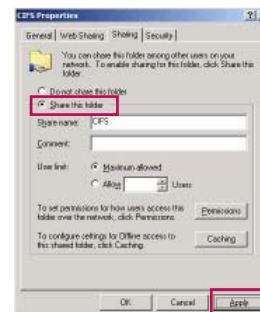 CIFS Properties
General Web Sharing Sharing Security
You can share this folder among other users on your
network. To enable sharing for this folder, click Share this
folder.
Do not share this folder
Share this folder
Share name: CIFS
Comment:
User limit: Maximum allowed
Allow Users
To set permissions for how users access this
folder over the network, click Permissions.
Permissions
To configure settings for Offline access to
this shared folder, click Caching.
Caching
OK Cancel Apply